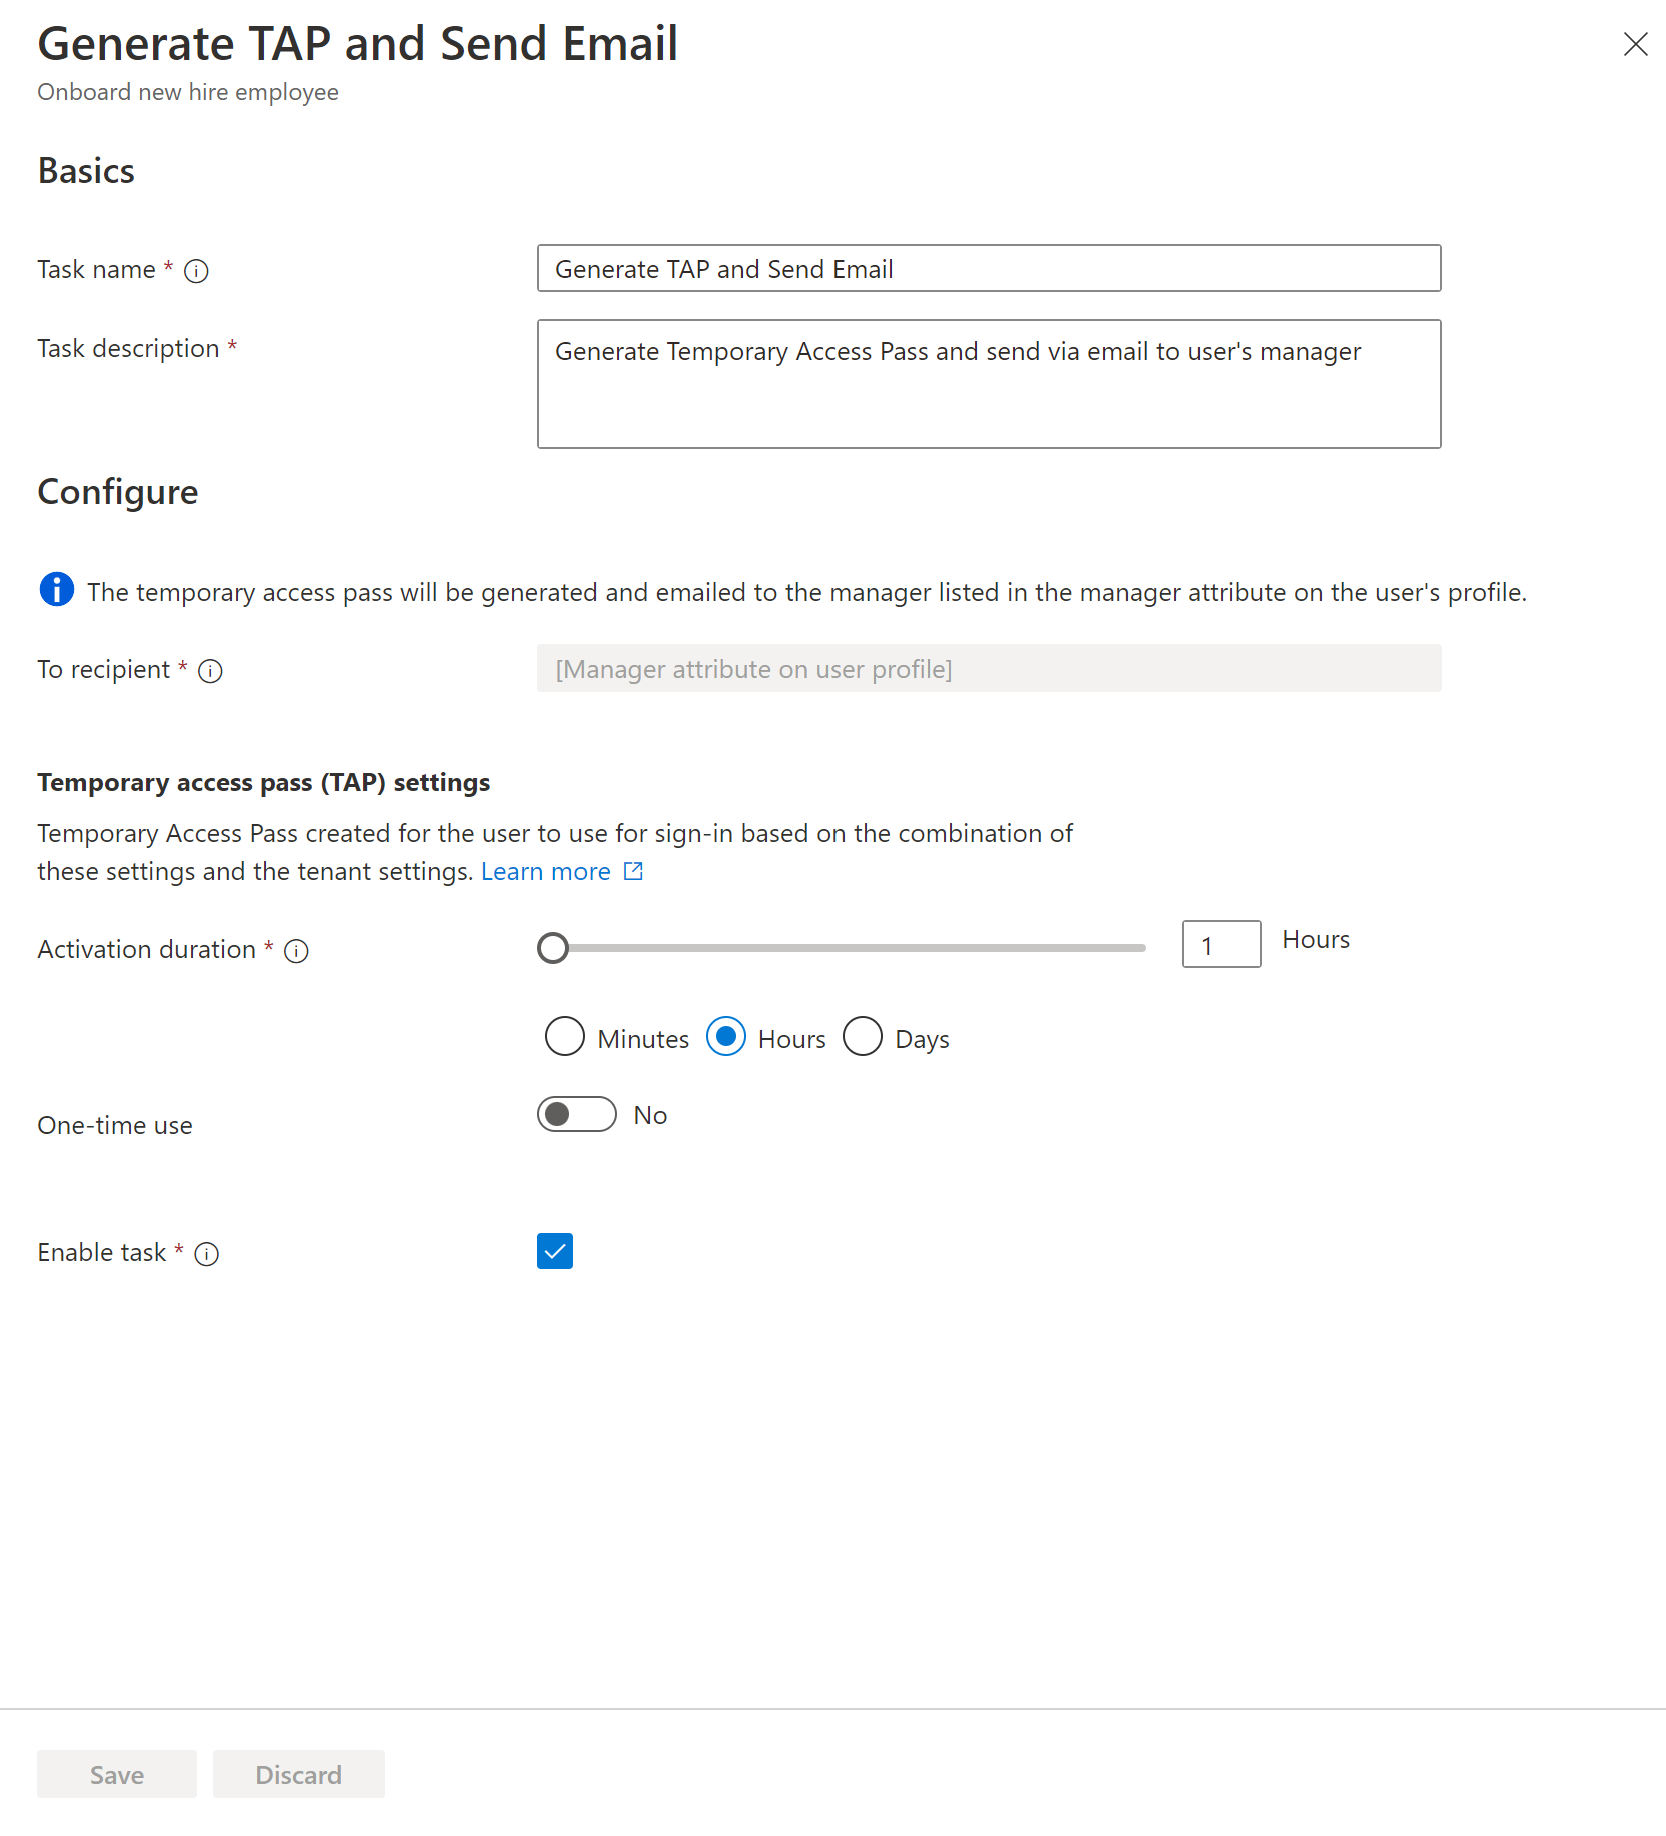 Generate TAP and Send Email
Onboard new hire employee
Basics
Task name *
Generate TAP and Send Email
Task description *
Generate Temporary Access Pass and send via email to user's manager
Configure
The temporary access pass will be generated and emailed to the manager listed in the manager attribute on the user's profile.
To recipient *
[Manager attribute on user profile]
Temporary access pass (TAP) settings
Temporary Access Pass created for the user to use for sign-in based on the combination of
these settings and the tenant settings. Learn more
Activation duration *
1 Hours
Minutes Hours Days
One-time use
No
Enable task *
Save Discard